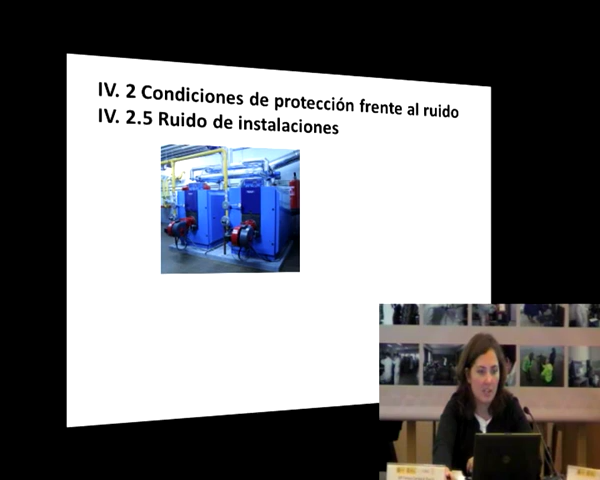 IV. 2 Condiciones de protección frente al ruido
IV. 2.5 Ruido de instalaciones